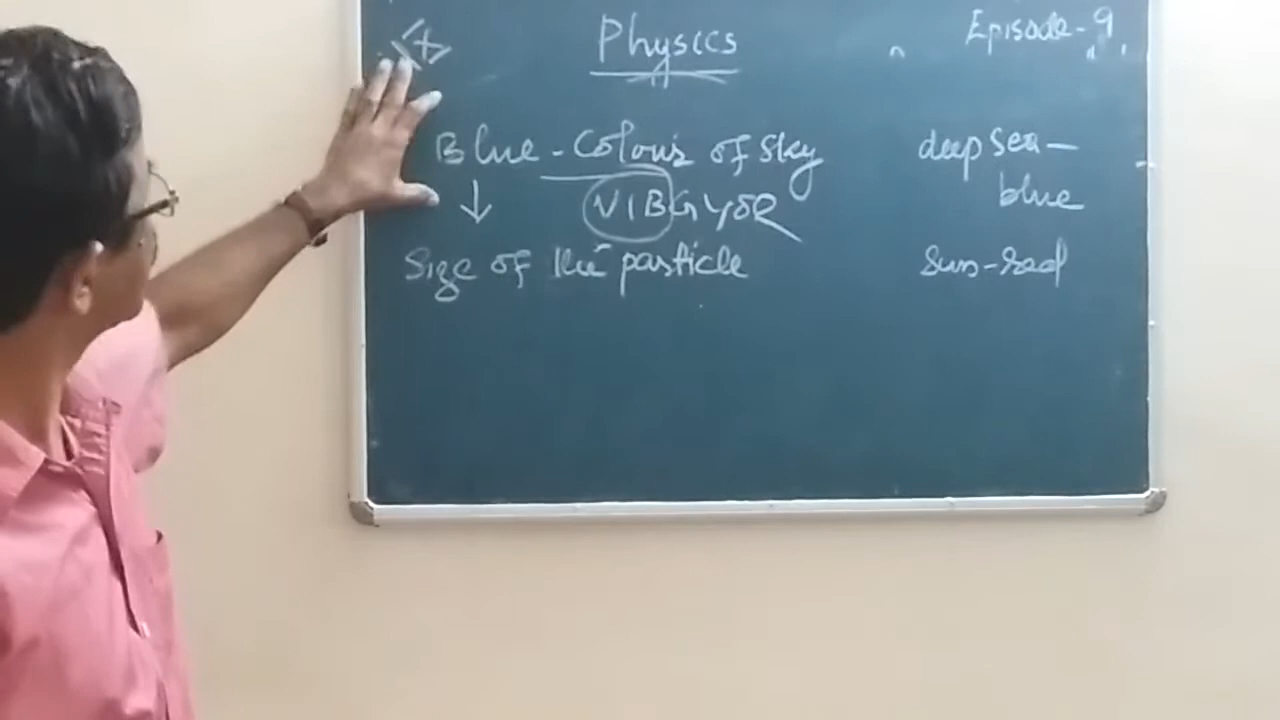 Physics
Episode-9
Blue-Colour of Sky
VIBGYOR
Size of the particle
deep sea-
blue
Sun-red